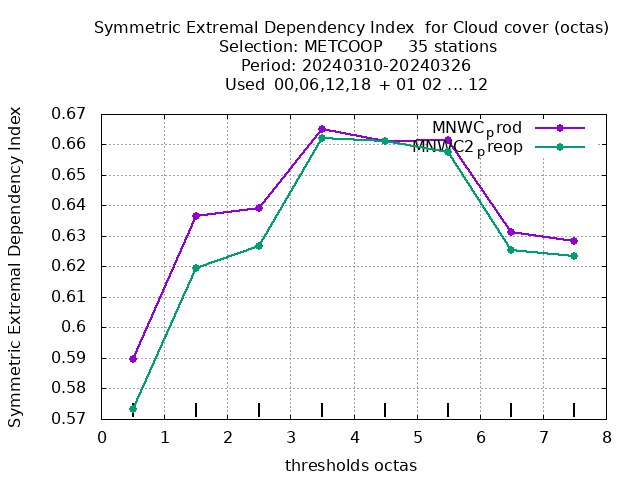 Symmetric Extremal Dependency Index for Cloud cover (octas)
Selection: METCOOP 35 stations
Period: 20240310-20240326
Used 00,06,12,18 + 01 02 ... 12
Symmetric Extremal Dependency Index
0.67
0.66
0.65
0.64
0.63
0.62
0.61
0.6
0.59
0.58
0.57
MNWC_prod
MNWC2_preop
0 1 2 3 4 5 6 7 8
thresholds octas